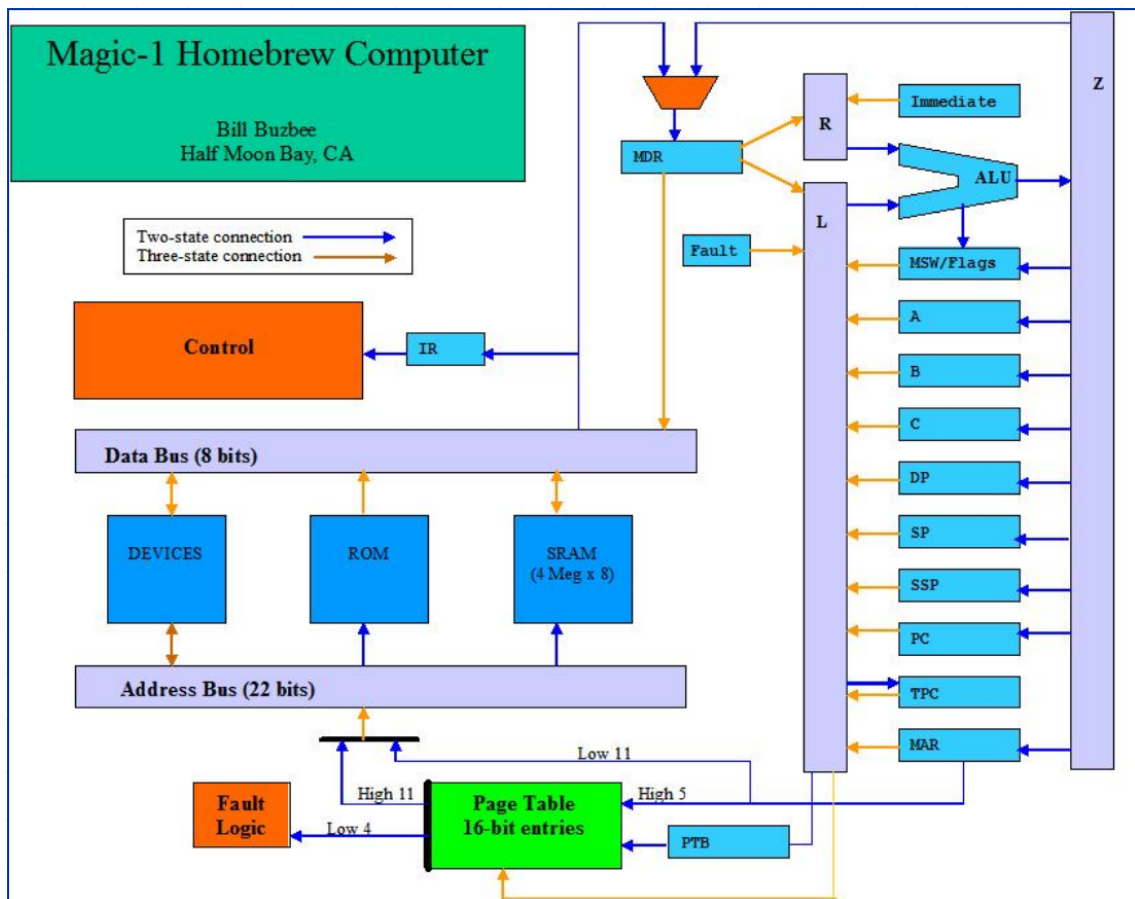 Magic-1 Homebrew Computer
Bill Buzbee
Half Moon Bay, CA
Two-state connection
Three-state connection
Z
R
Immediate
MDR
ALU
L
Fault
MSW/Flags
A
Control
IR
B
C
Data Bus (8 bits)
DP
DEVICES
ROM
SRAM
(4 Meg x 8)
SP
SSP
PC
Address Bus (22 bits)
TPC
MAR
Low 11
High 11
High 5
Fault
Logic
Page Table
16-bit entries
Low 4
PTB